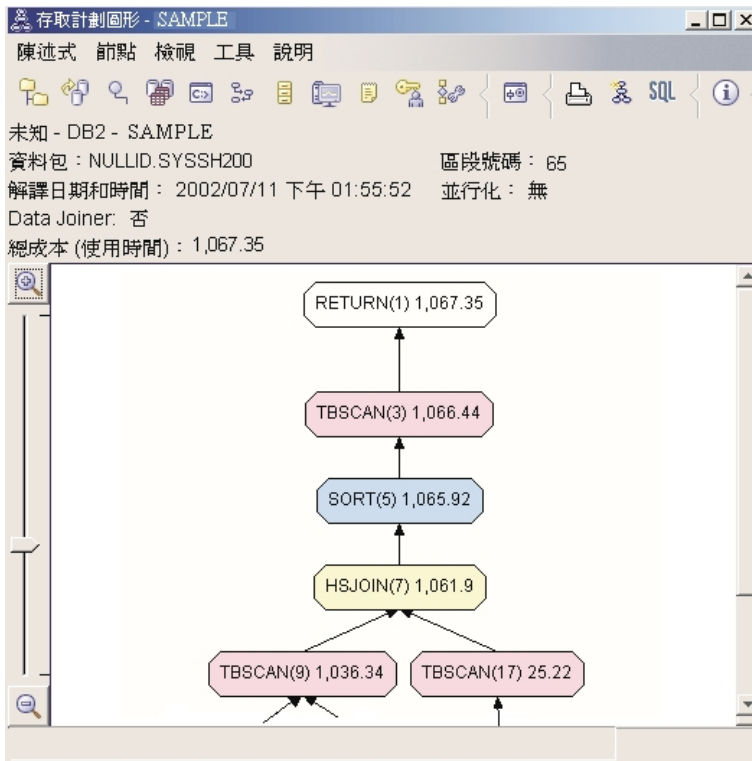 存取計劃圖形 - SAMPLE
陳述式 節點 檢視 工具 說明
SQL
未知 - DB2 - SAMPLE
資料包：NULLID.SYSSH200 區段號碼： 65
解譯日期和時間： 2002/07/11 下午 01:55:52 並行化： 無
Data Joiner: 否
總成本 (使用時間)： 1,067.35
RETURN(1) 1,067.35
TBSCAN(3) 1,066.44
SORT(5) 1,065.92
HSJOIN(7) 1,061.9
TBSCAN(9) 1,036.34 TBSCAN(17) 25.22